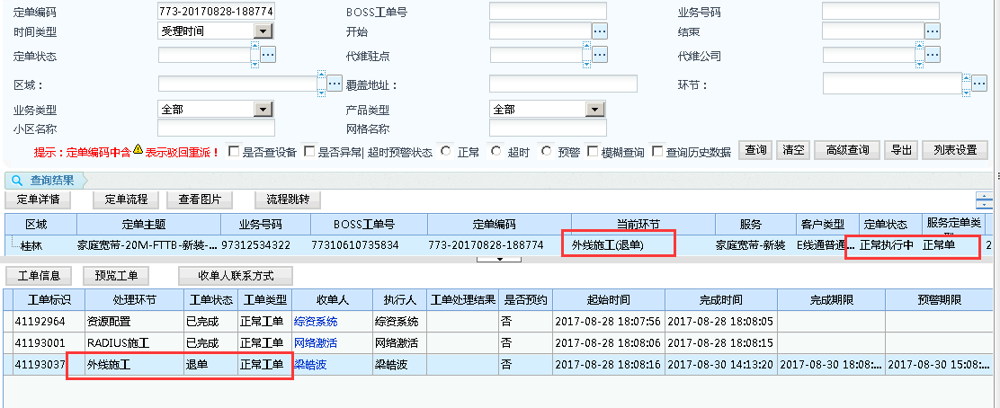 定单编码 773-20170828-188774 BOSS工单号 业务号码
时间类型 受理时间 开始 结束
定单状态 代维驻点 代维公司
区域： 覆盖地址： 环节：
业务类型 全部 产品类型 全部
小区名称 网格名称
提示：定单编码中含 表示驳回重派！ 是否查设备 是否异常| 超时预警状态 正常 超时 预警 模糊查询 查询历史数据 查询 清空 高级查询 导出 列表设置
查询结果
定单详情 定单流程 查看图片 流程跳转
区域 定单主题 业务号码 BOSS工单号 定单编码 当前环节 服务 客户类型 定单状态 服务定单类
桂林 家庭宽带-20M-FTTB-新装-... 97312534322 77310610735834 773-20170828-188774 外线施工(退单) 家庭宽带-新装 E线通普通... 正常执行中 正常单 2
工单信息 预览工单 收单人联系方式
工单标识 处理环节 工单状态 工单类型 收单人 执行人 工单处理结果 是否预约 起始时间 完成时间 完成期限 预警期限
41192964 资源配置 已完成 正常工单 综资系统 综资系统 否 2017-08-28 18:07:56 2017-08-28 18:08:05
41193001 RADIUS施工 已完成 正常工单 网络激活 网络激活 否 2017-08-28 18:08:06 2017-08-28 18:08:15
41193037 外线施工 退单 正常工单 梁皓波 梁皓波 否 2017-08-28 18:08:16 2017-08-30 14:13:20 2017-08-30 18:08:... 2017-08-30 15:08:...